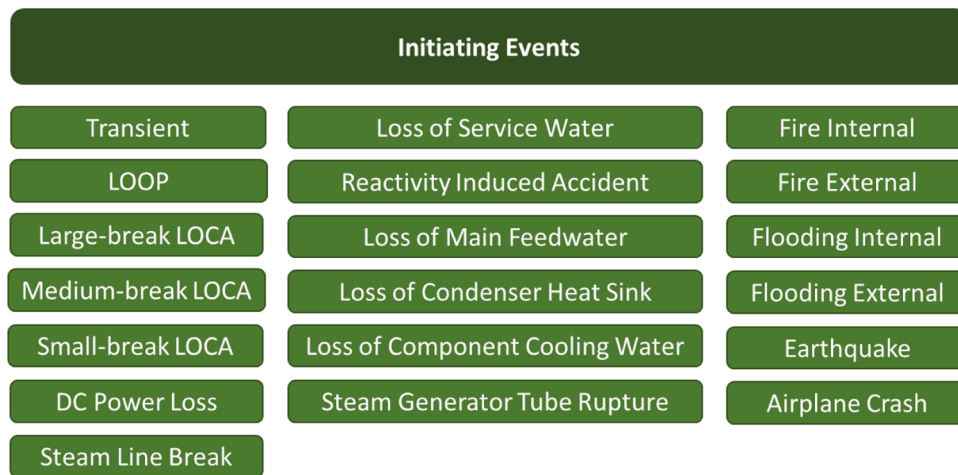 Initiating Events
Transient
LOOP
Large-break LOCA
Medium-break LOCA
Small-break LOCA
DC Power Loss
Steam Line Break
Loss of Service Water
Reactivity Induced Accident
Loss of Main Feedwater
Loss of Condenser Heat Sink
Loss of Component Cooling Water
Steam Generator Tube Rupture
Fire Internal
Fire External
Flooding Internal
Flooding External
Earthquake
Airplane Crash